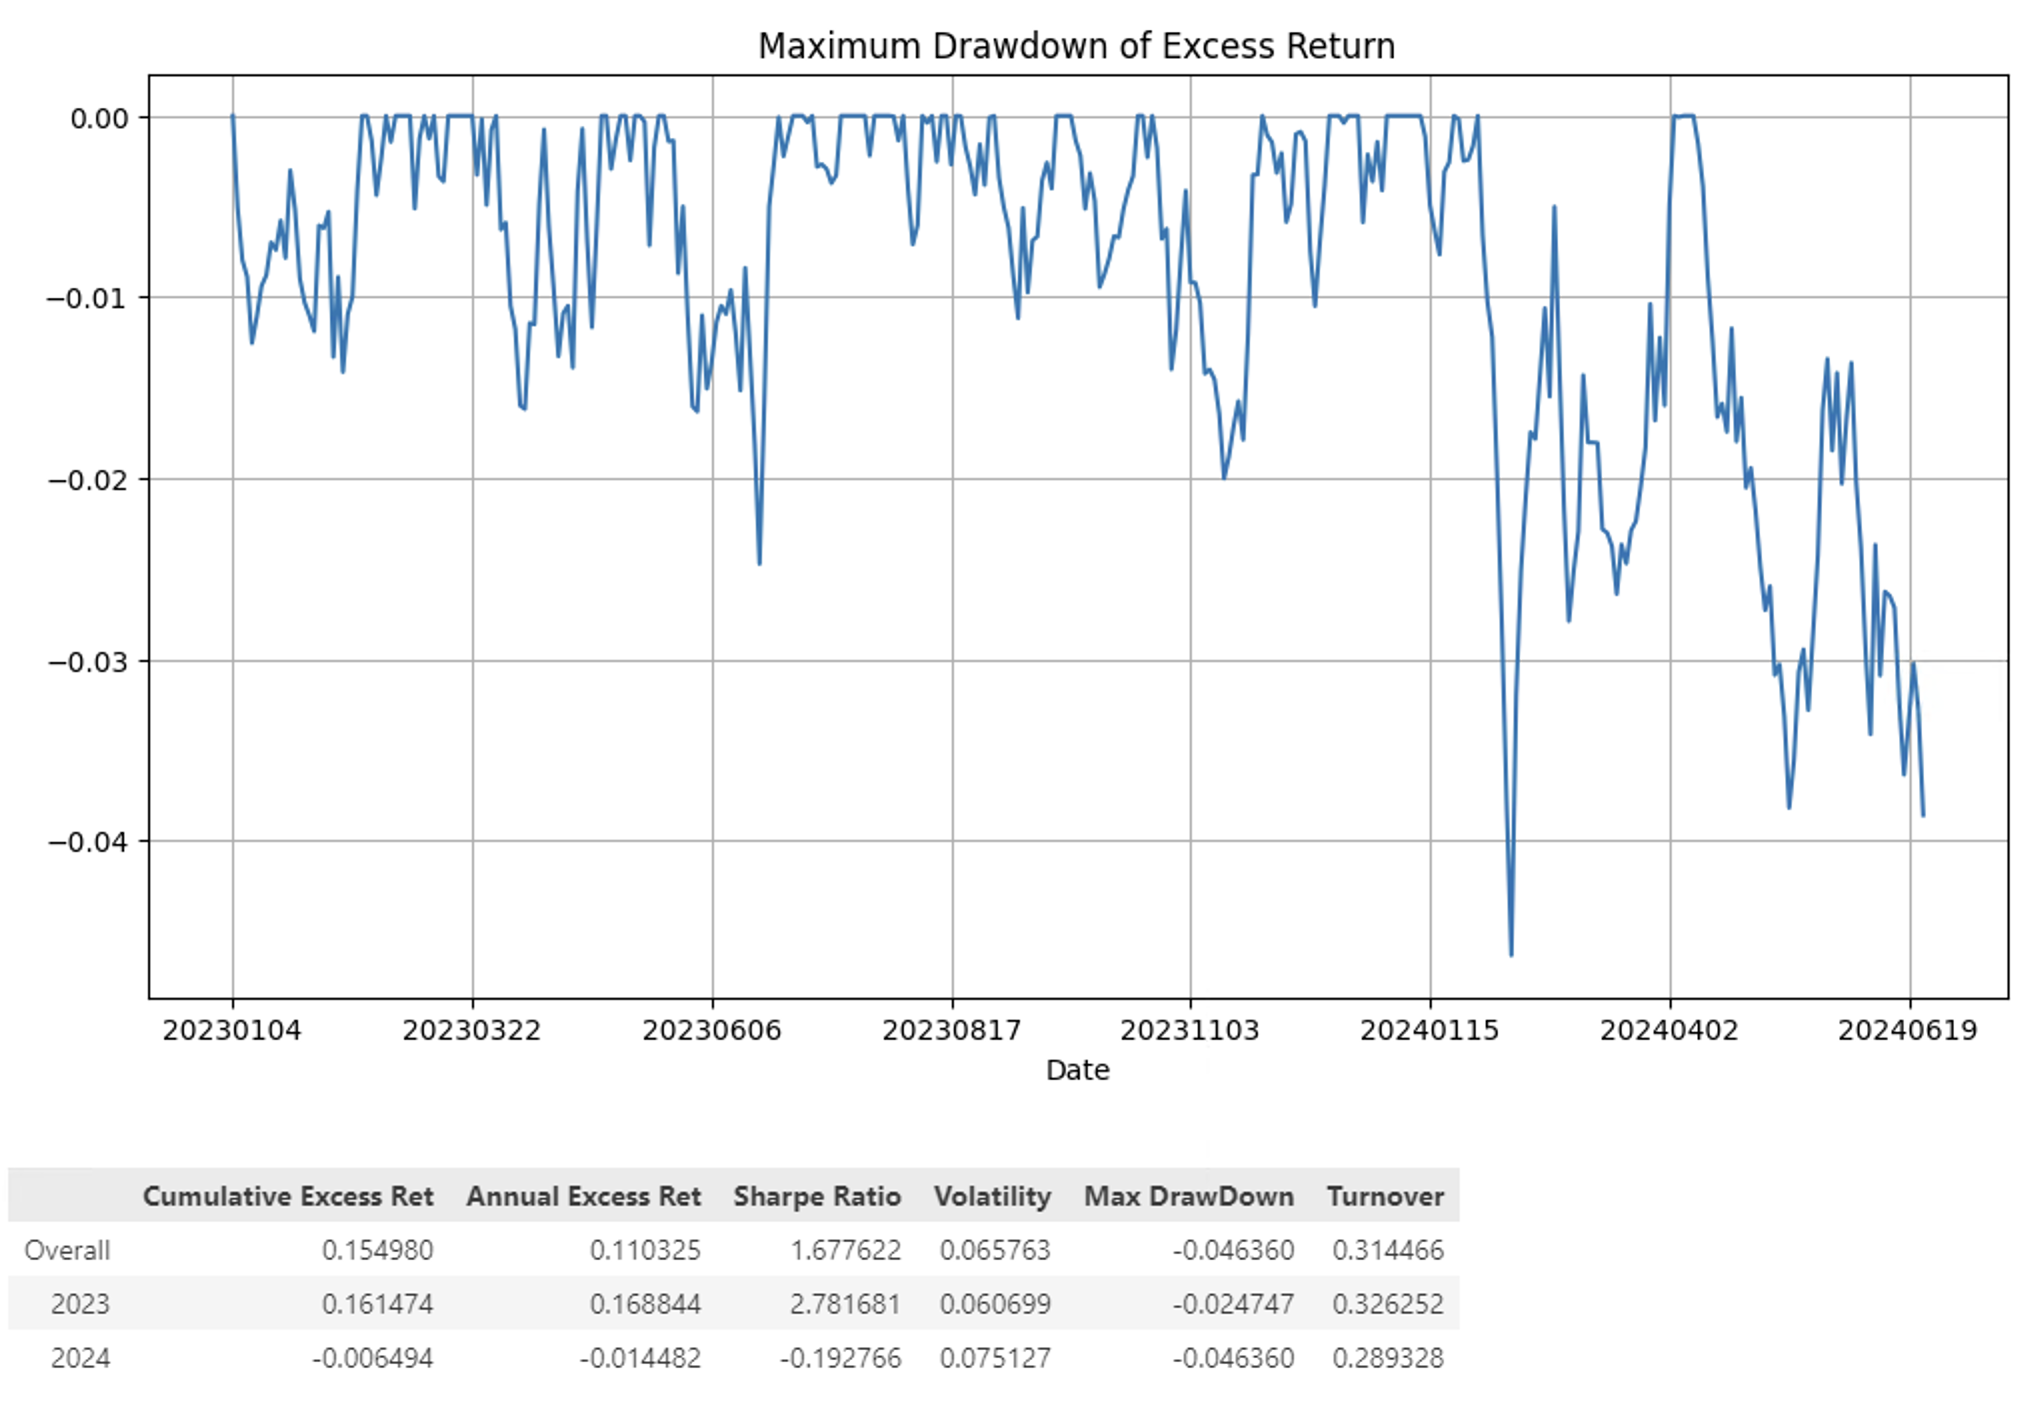 Maximum Drawdown of Excess Return
0.00
−0.01
−0.02
−0.03
−0.04
20230104 20230322 20230606 20230817 20231103 20240115 20240402 20240619
Date
Cumulative Excess Ret Annual Excess Ret Sharpe Ratio Volatility Max DrawDown Turnover
Overall 0.154980 0.110325 1.677622 0.065763 -0.046360 0.314466
2023 0.161474 0.168844 2.781681 0.060699 -0.024747 0.326252
2024 -0.006494 -0.014482 -0.192766 0.075127 -0.046360 0.289328